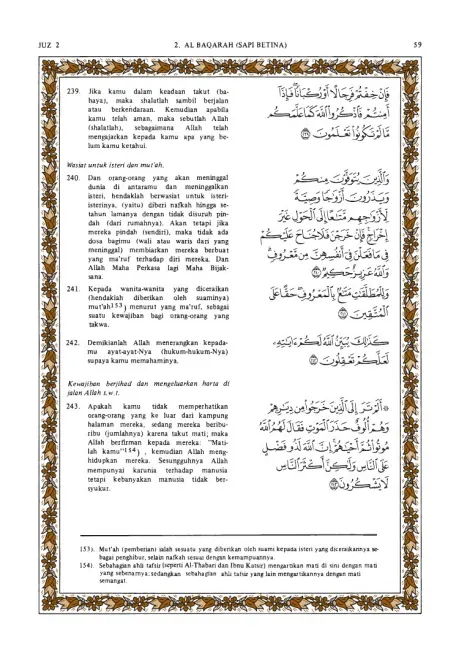 JUZ 2
2. AL BAQARAH (SAPI BETINA)
59
239. Jika kamu dalam keadaan takut (ba-
haya), maka shalatlah sambil berjalan
atau berkendaraan. Kemudian apabila
kamu telah aman, maka sebutlah Allah
(shalatlah), sebagaimana Allah telah
mengajarkan kepada kamu apa yang be-
lum kamu ketahui.
Wasiat untuk isteri dan mut'ah.
240. Dan orang-orang yang akan meninggal
dunia di antaramu dan meninggalkan
isteri, hendaklah berwasiat untuk isteri-
isterinya, (yaitu) diberi nafkah hingga se-
tahun lamanya dengan tidak disuruh pin-
dah (dari rumahnya). Akan tetapi jika
mereka pindah (sendiri), maka tidak ada
dosa bagimu (wali atau waris dari yang
meninggal) membiarkan mereka berbuat
yang ma'ruf terhadap diri mereka. Dan
Allah Maha Perkasa lagi Maha Bijak-
sana.
241. Kepada wanita-wanita yang diceraikan
(hendaklah diberikan oleh suaminya)
mut'ah153) menurut yang ma'ruf, sebagai
suatu kewajiban bagi orang-orang yang
takwa.
242. Demikianlah Allah menerangkan kepada-
mu ayat-ayat-Nya (hukum-hukum-Nya)
supaya kamu memahaminya.
Kewajiban berjihad dan mengeluarkan harta di
jalan Allah s.w.t.
243. Apakah kamu tidak memperhatikan
orang-orang yang ke luar dari kampung
halaman mereka, sedang mereka beribu-
ribu (jumlahnya) karena takut mati; maka
Allah berfirman kepada mereka: "Mati-
lah kamu"154) , kemudian Allah meng-
hidupkan mereka. Sesungguhnya Allah
mempunyai karunia terhadap manusia
tetapi kebanyakan manusia tidak ber-
syukur.
فَإِنْ خِفْتُمْ فَرِجَالًا أَوْ رُكْبَانًا فَإِذَا
أَمِنْتُمْ فَاذْكُرُوا اللَّهَ كَمَا عَلَّمَكُمْ
مَا لَمْ تَكُونُوا تَعْلَمُونَ ۝٢٣٩
وَالَّذِينَ يُتَوَفَّوْنَ مِنْكُمْ
وَيَذَرُونَ أَزْوَاجًا وَصِيَّةً
لِأَزْوَاجِهِمْ مَتَاعًا إِلَى الْحَوْلِ غَيْرَ
إِخْرَاجٍ فَإِنْ خَرَجْنَ فَلَا جُنَاحَ عَلَيْكُمْ
فِي مَا فَعَلْنَ فِي أَنْفُسِهِنَّ مِنْ مَعْرُوفٍ
وَاللَّهُ عَزِيزٌ حَكِيمٌ ۝٢٤٠
وَلِلْمُطَلَّقَاتِ مَتَاعٌ بِالْمَعْرُوفِ حَقًّا عَلَى
الْمُتَّقِينَ ۝٢٤١
كَذَلِكَ يُبَيِّنُ اللَّهُ لَكُمْ آيَاتِهِ
لَعَلَّكُمْ تَعْقِلُونَ ۝٢٤٢
أَلَمْ تَرَ إِلَى الَّذِينَ خَرَجُوا مِنْ دِيَارِهِمْ
وَهُمْ أُلُوفٌ حَذَرَ الْمَوْتِ فَقَالَ لَهُمُ اللَّهُ
مُوتُوا ثُمَّ أَحْيَاهُمْ إِنَّ اللَّهَ لَذُو فَضْلٍ
عَلَى النَّاسِ وَلَكِنَّ أَكْثَرَ النَّاسِ
لَا يَشْكُرُونَ ۝٢٤٣
153). Mut'ah (pemberian) ialah sesuatu yang diberikan oleh suami kepada isteri yang diceraikannya se-
bagai penghibur, selain nafkah sesuai dengan kemampuannya.
154). Sebahagian ahli tafsir (seperti Al-Thabari dan Ibnu Katsir) mengartikan mati di sini dengan mati
yang sebenarnya; sedangkan sebahagian ahli tafsir yang lain mengartikannya dengan mati
semangat.